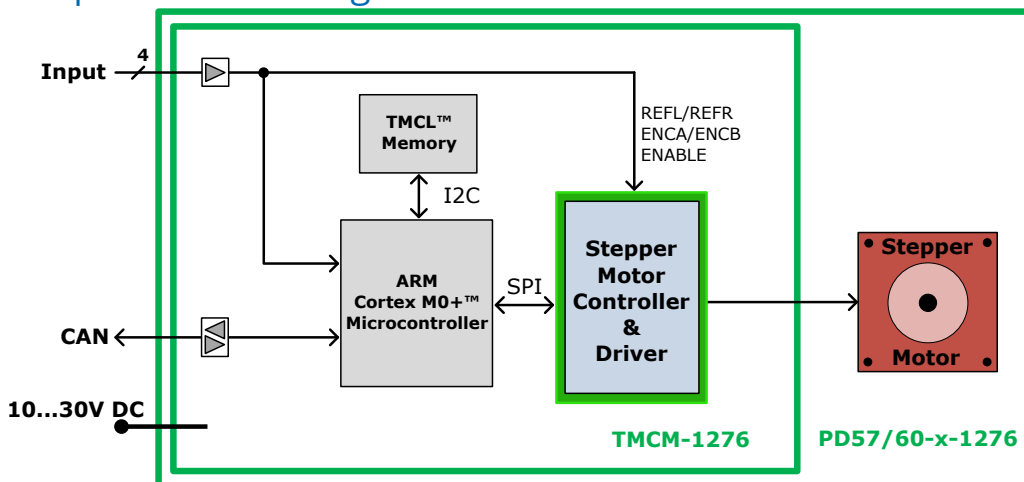 4
Input
TMCL™
Memory
REFL/REFR
ENCA/ENCB
ENABLE
I2C
Stepper
Motor
Controller
&
Driver
Stepper
Motor
ARM
Cortex M0+™
Microcontroller
SPI
CAN
10...30V DC
TMCM-1276
PD57/60-x-1276